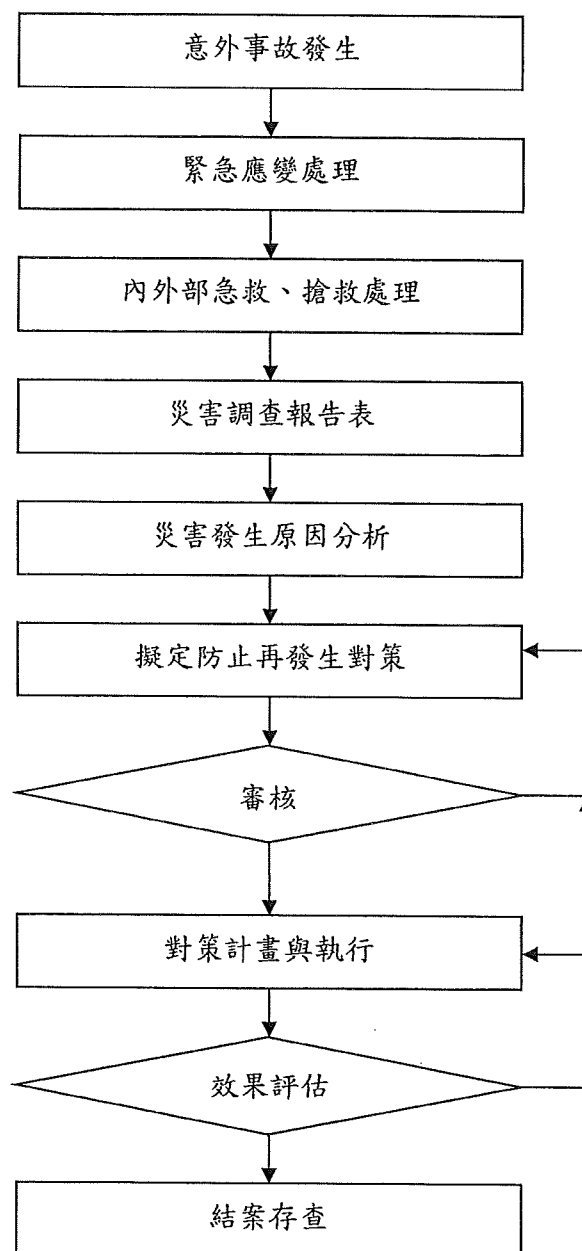 意外事故發生
緊急應變處理
內外部急救、搶救處理
災害調查報告表
災害發生原因分析
擬定防止再發生對策
審核
對策計畫與執行
效果評估
結案存查